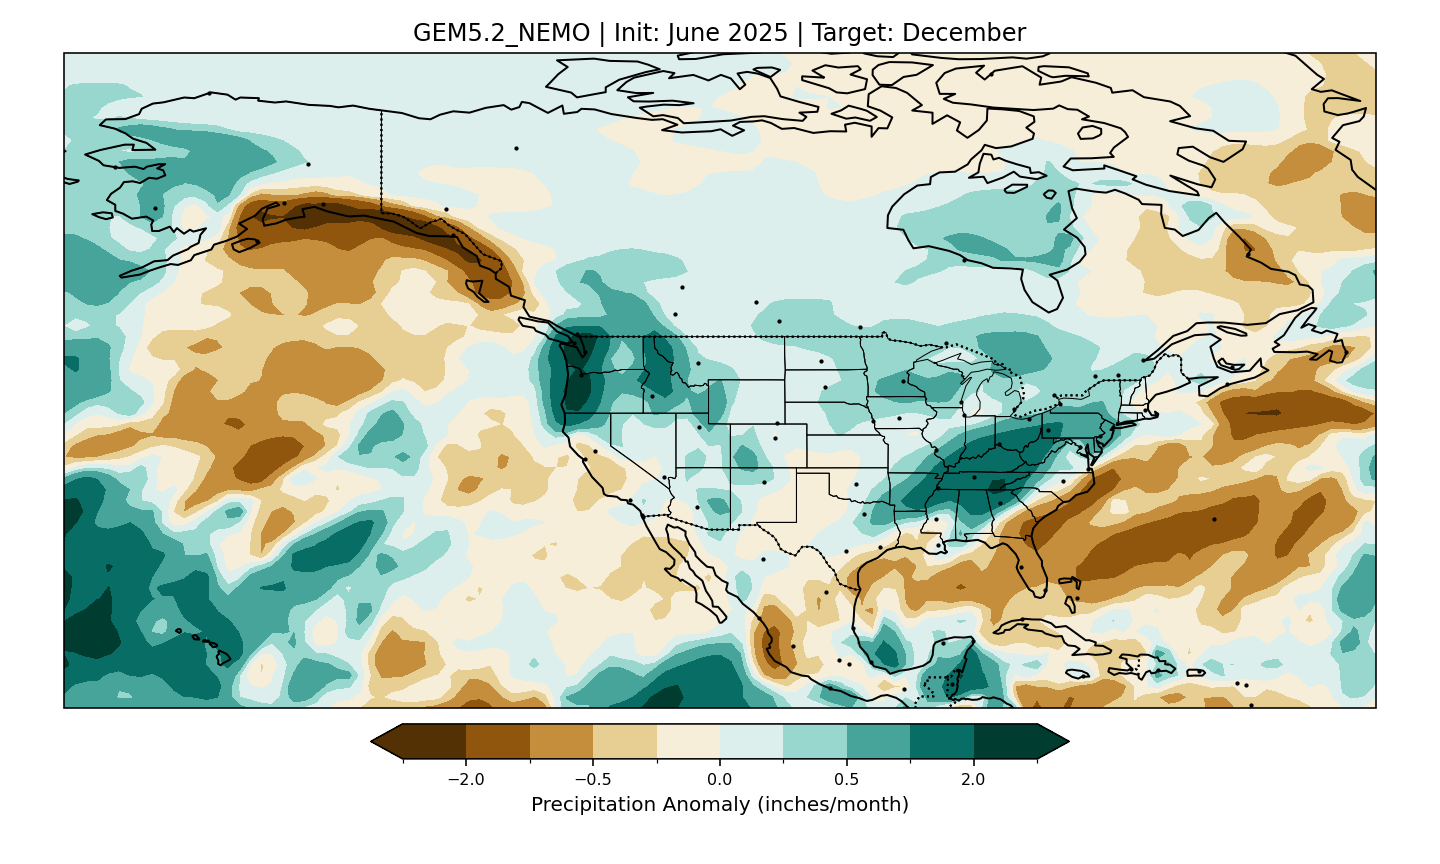 GEM5.2_NEMO | Init: June 2025 | Target: December
−2.0 −0.5 0.0 0.5 2.0
Precipitation Anomaly (inches/month)